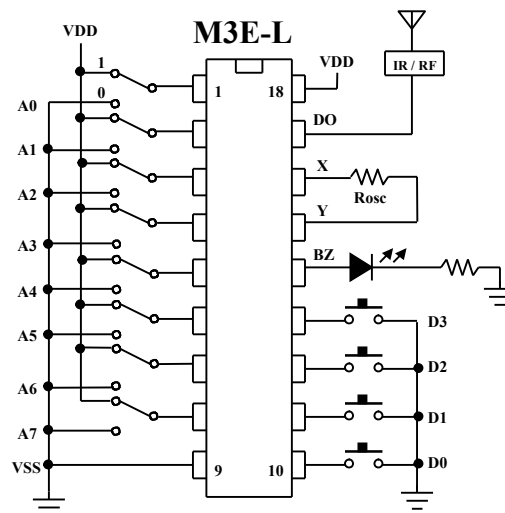 M3E-L
VDD
VDD
IR / RF
1
0
1
18
A0
DO
A1
X
Rosc
A2
Y
A3
BZ
A4
D3
A5
D2
A6
D1
A7
VSS
9
10
D0